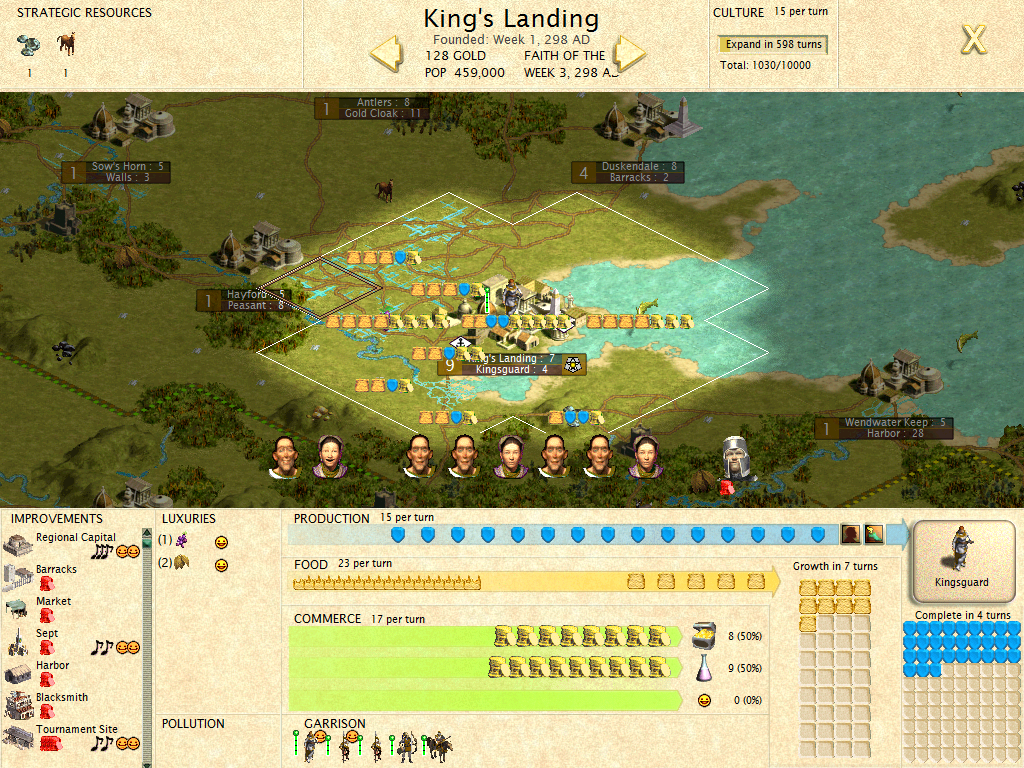 STRATEGIC RESOURCES
1
1
King's Landing
Founded: Week 1, 298 AD
128 GOLD
FAITH OF THE
POP 459,000
WEEK 3, 298 A
CULTURE 15 per turn
Expand in 598 turns
Total: 1030/10000
X
1
Antlers : 8
Gold Cloak : 11
1
Sow's Horn : 5
Walls : 3
4
Duskendale : 8
Barracks : 2
1
Hayford : 5
Peasant : 8
9
King's Landing : 7
Kingsguard : 4
1
Wendwater Keep : 5
Harbor : 28
IMPROVEMENTS
Regional Capital
Barracks
Market
Sept
Harbor
Blacksmith
Tournament Site
LUXURIES
(1)
(2)
POLLUTION
PRODUCTION 15 per turn
FOOD 23 per turn
COMMERCE 17 per turn
8 (50%)
9 (50%)
0 (0%)
GARRISON
Growth in 7 turns
Kingsguard
Complete in 4 turns